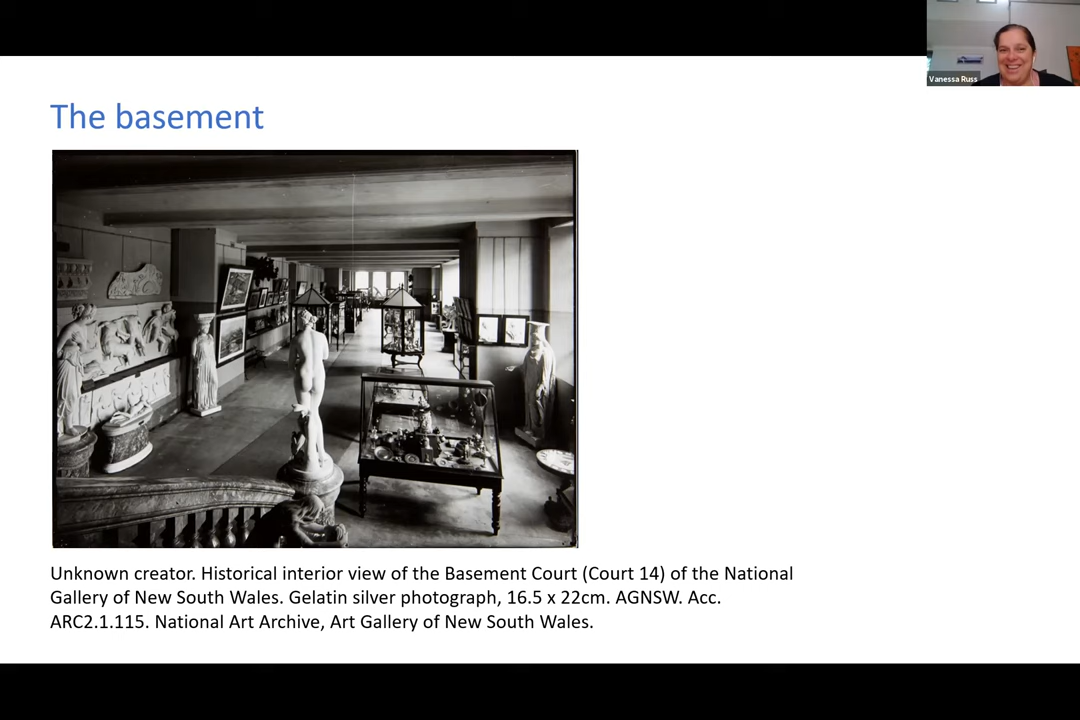 Vanessa Russ
The basement
Unknown creator. Historical interior view of the Basement Court (Court 14) of the National
Gallery of New South Wales. Gelatin silver photograph, 16.5 x 22cm. AGNSW. Acc.
ARC2.1.115. National Art Archive, Art Gallery of New South Wales.